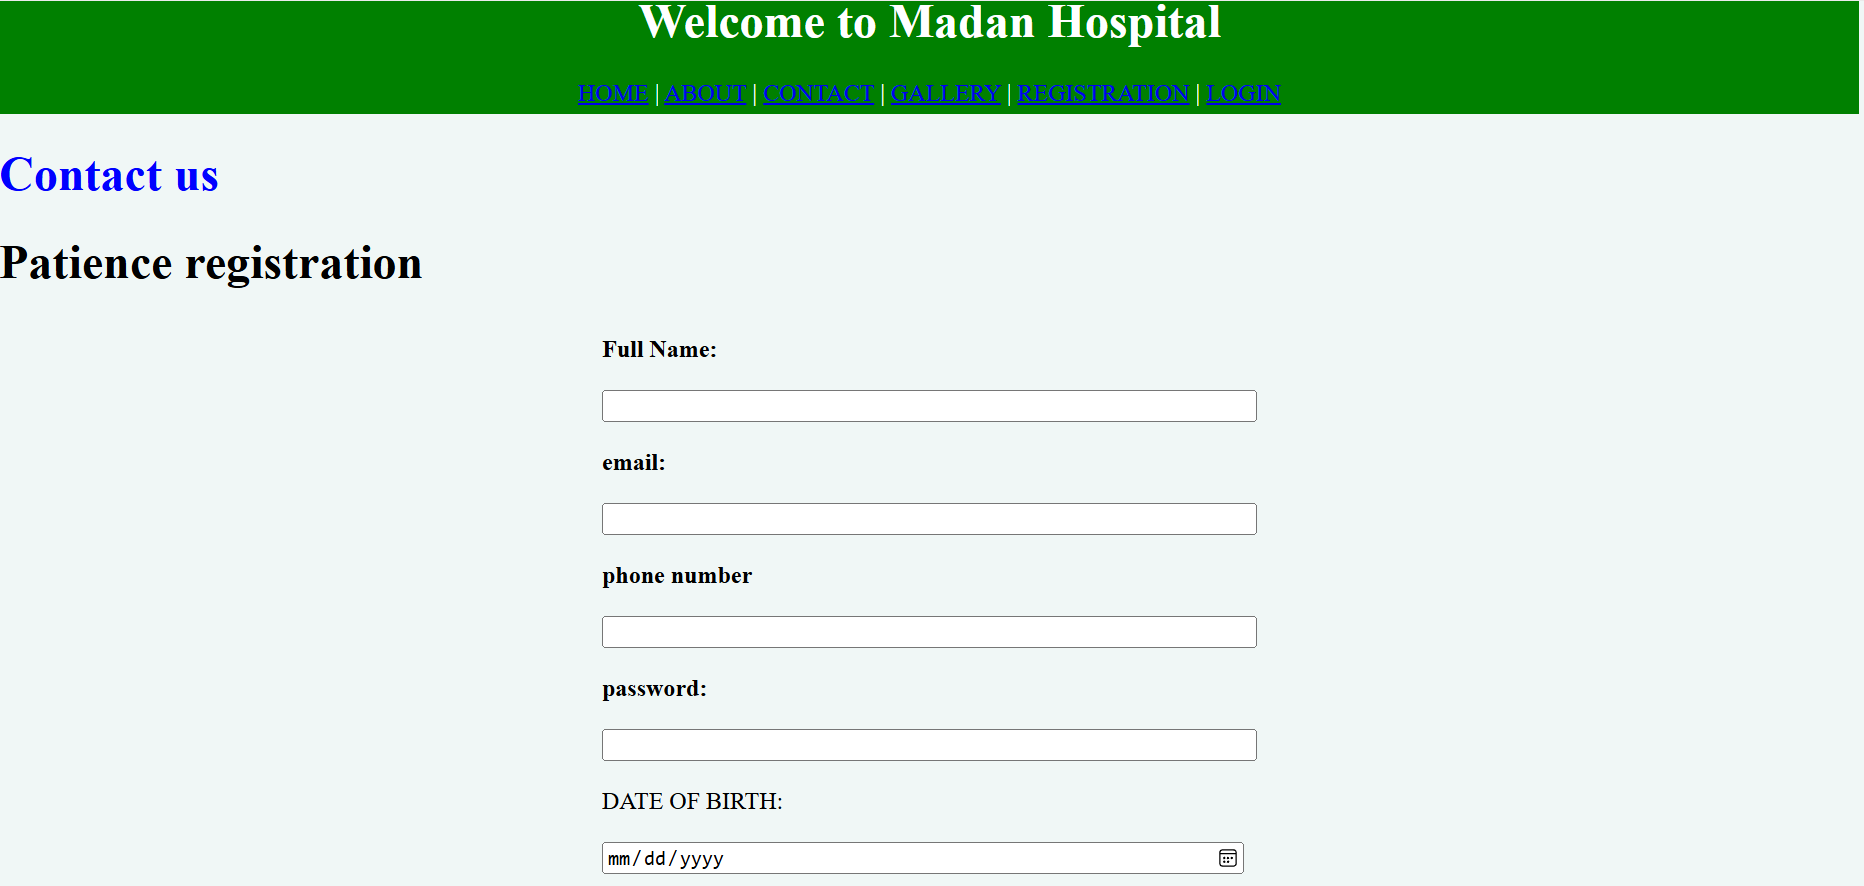 Welcome to Madan Hospital
HOME | ABOUT | CONTACT | GALLERY | REGISTRATION | LOGIN
Contact us
Patience registration
Full Name:
email:
phone number
password:
DATE OF BIRTH:
mm/dd/yyyy